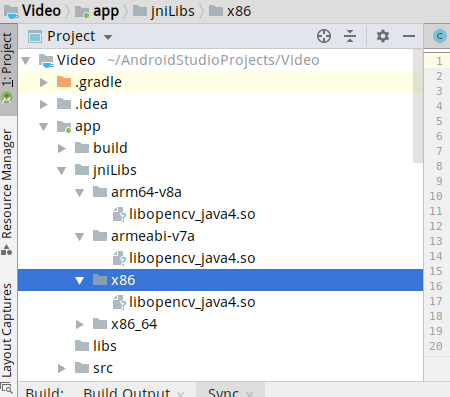 Video app jniLibs x86
Project
1: Project
Resource Manager
Layout Captures
Video ~/AndroidStudioProjects/Video
.gradle
.idea
app
build
jniLibs
arm64-v8a
libopencv_java4.so
armeabi-v7a
libopencv_java4.so
x86
libopencv_java4.so
x86_64
libs
src
C
1
2
3
4
5
6
7
8
9
10
11
12
13
14
15
16
17
18
19
20
Build: Build Output × Sync ×